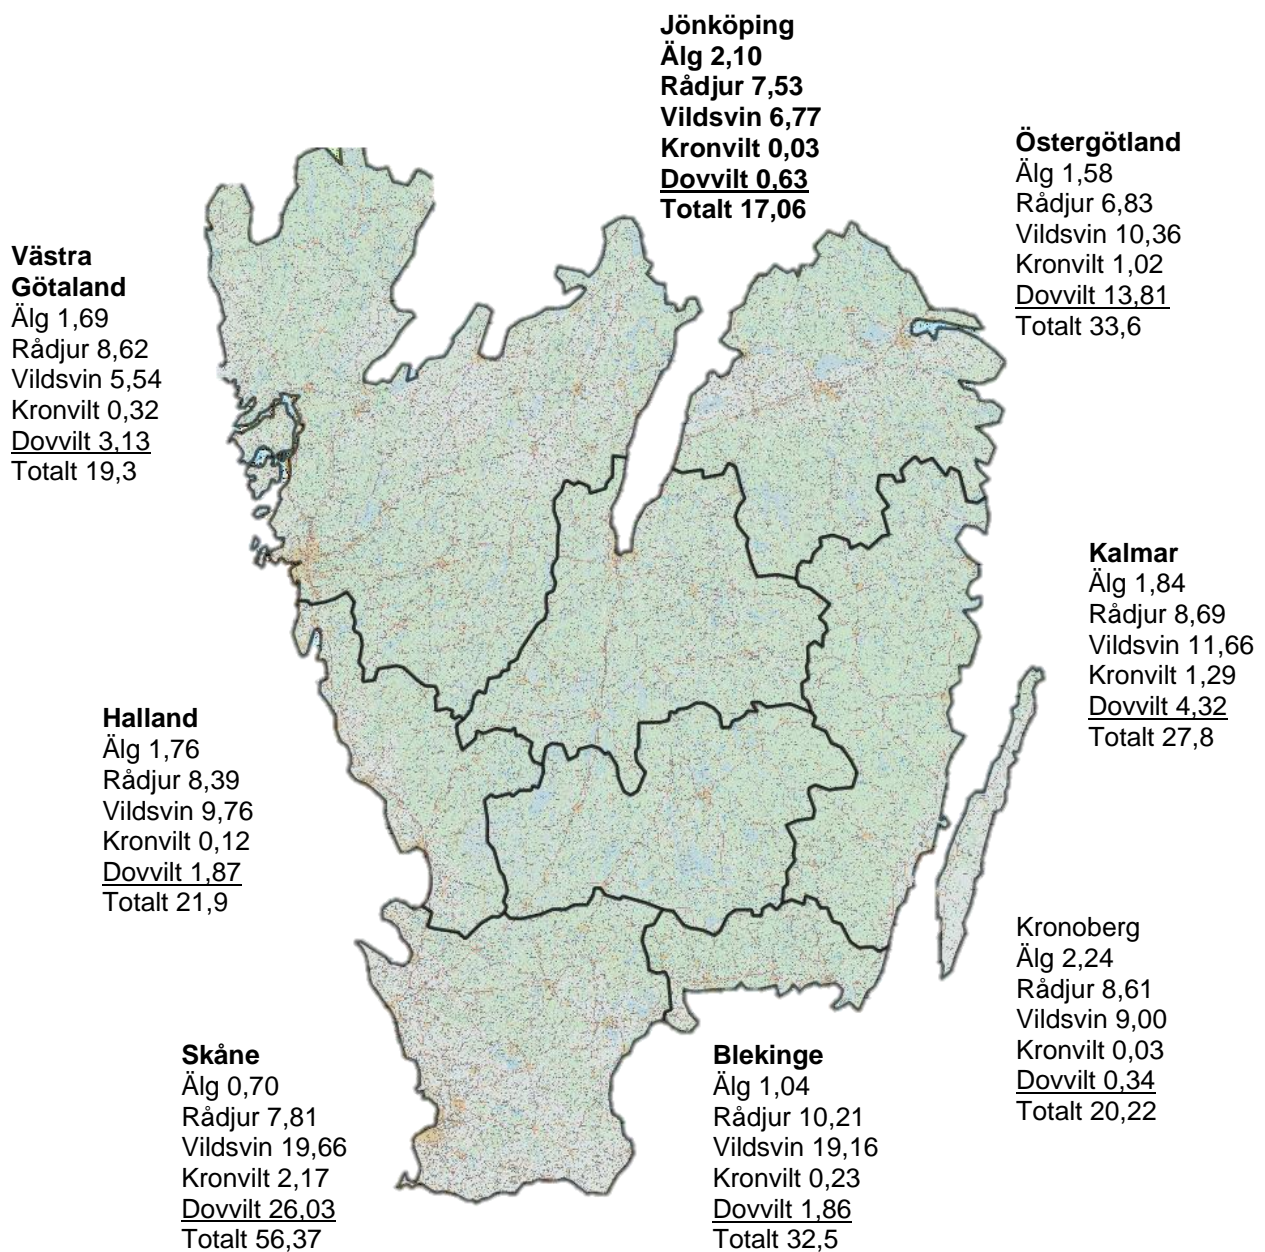 Jönköping
Älg 2,10
Rådjur 7,53
Vildsvin 6,77
Kronvilt 0,03
Dovvilt 0,63
Totalt 17,06
Östergötland
Älg 1,58
Rådjur 6,83
Vildsvin 10,36
Kronvilt 1,02
Dovvilt 13,81
Totalt 33,6
Västra
Götaland
Älg 1,69
Rådjur 8,62
Vildsvin 5,54
Kronvilt 0,32
Dovvilt 3,13
Totalt 19,3
Kalmar
Älg 1,84
Rådjur 8,69
Vildsvin 11,66
Kronvilt 1,29
Dovvilt 4,32
Totalt 27,8
Halland
Älg 1,76
Rådjur 8,39
Vildsvin 9,76
Kronvilt 0,12
Dovvilt 1,87
Totalt 21,9
Kronoberg
Älg 2,24
Rådjur 8,61
Vildsvin 9,00
Kronvilt 0,03
Dovvilt 0,34
Totalt 20,22
Skåne
Älg 0,70
Rådjur 7,81
Vildsvin 19,66
Kronvilt 2,17
Dovvilt 26,03
Totalt 56,37
Blekinge
Älg 1,04
Rådjur 10,21
Vildsvin 19,16
Kronvilt 0,23
Dovvilt 1,86
Totalt 32,5